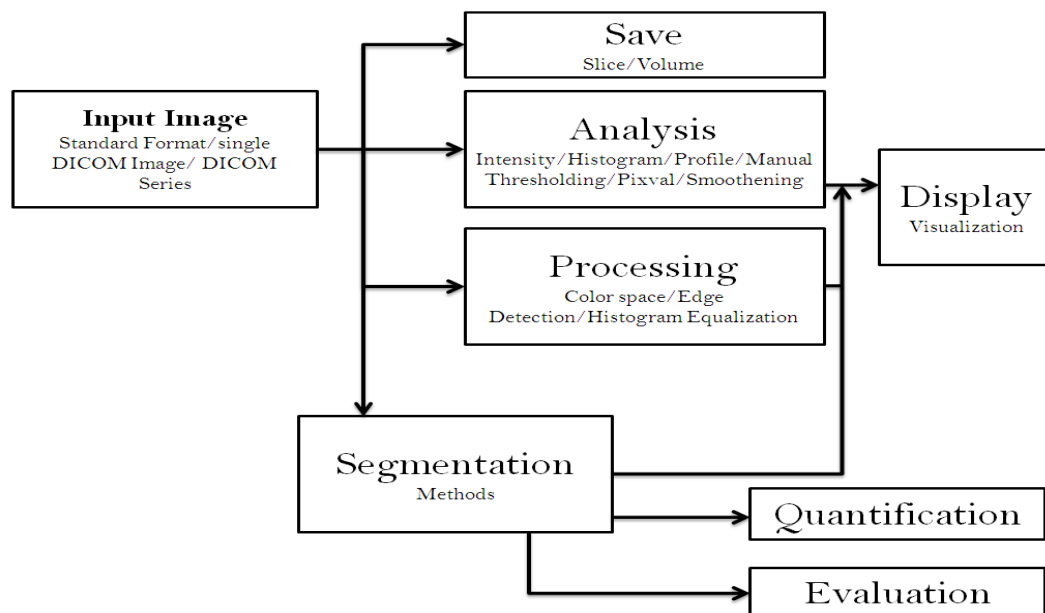 Save
Slice/Volume
Input Image
Standard Format/single
DICOM Image/ DICOM
Series
Analysis
Intensity/Histogram/Profile/Manual
Thresholding/Pixval/Smoothening
Display
Visualization
Processing
Color space/Edge
Detection/Histogram Equalization
Segmentation
Methods
Quantification
Evaluation